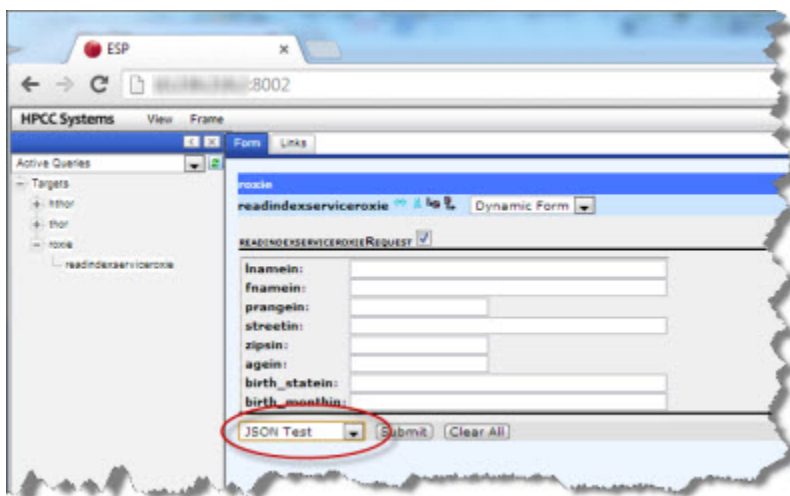 ESP
:8002
HPCC Systems View Frame
Form Links
Active Queries
Targets
hthor
thor
roxie
readindexserviceroxie
roxie
readindexserviceroxie Dynamic Form
READINDEXSERVICEROXIEREQUEST
lnamein:
fnamein:
prangein:
streetin:
zipsin:
agein:
birth_statein:
birth_monthin:
JSON Test Submit Clear All